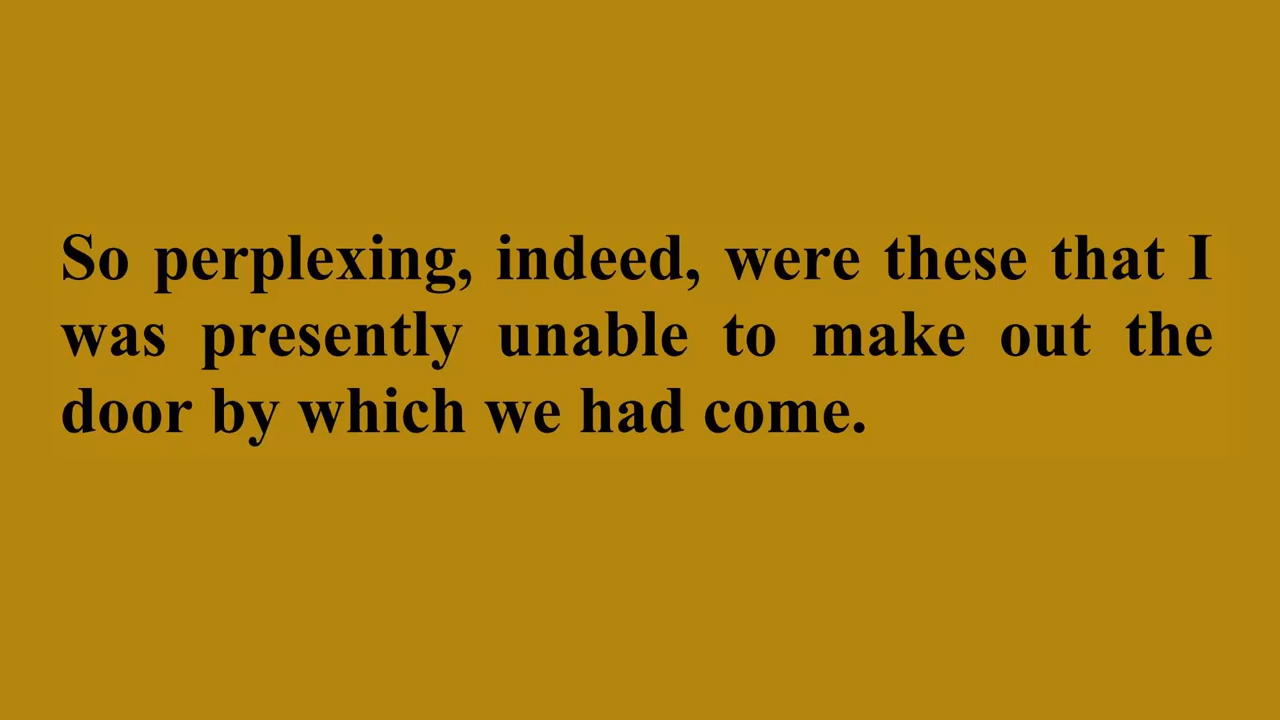 So perplexing, indeed, were these that I
was presently unable to make out the
door by which we had come.